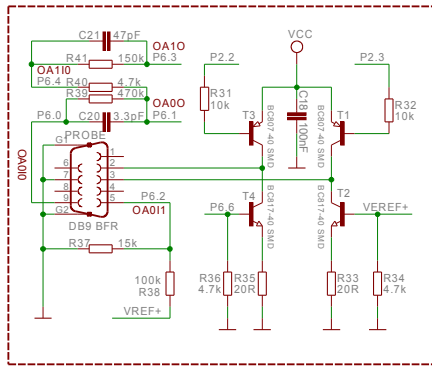 C21 47pF
OA1O
R41 150k P6.3
OA1I0
P6.4 R40 4.7k
R39 470k OA0O
P6.0 C20 3.3pF P6.1
OA0I0
G1 PROBE
1
6 2
7 3
8 4
9 5
G2
DB9 BFR
P6.2
OA0I1
R37 15k
100k
R38
VREF+
VCC
P2.2
P2.3
R31
10k
T3
BC807-40 SMD
C18
100nF
BC807-40 SMD
T1
R32
10k
T4
BC817-40 SMD
BC817-40 SMD
T2
P6.6
VEREF+
R36
4.7k
R35
20R
R33
20R
R34
4.7k